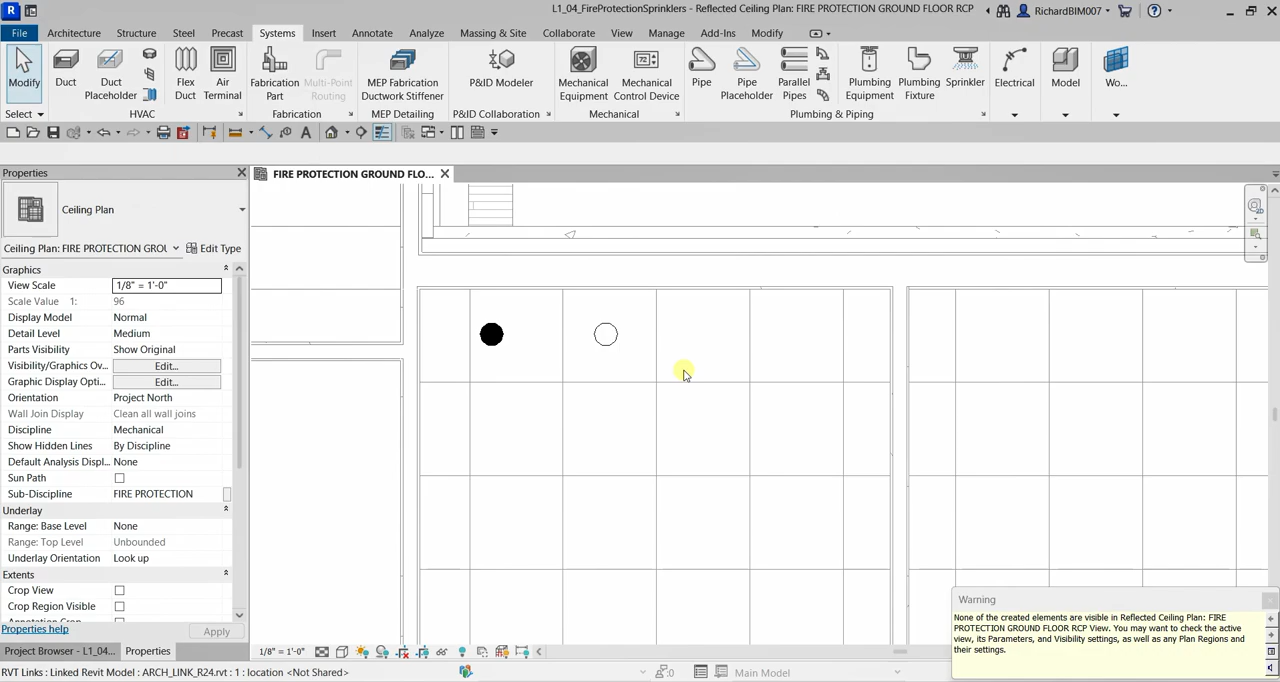 L1_04_FireProtectionSprinklers - Reflected Ceiling Plan: FIRE PROTECTION GROUND FLOOR RCP
RichardBIM007
File Architecture Structure Steel Precast Systems Insert Annotate Analyze Massing & Site Collaborate View Manage Add-Ins Modify
Modify Duct Duct Placeholder Flex Duct Air Terminal Fabrication Part Multi-Point Routing MEP Fabrication Ductwork Stiffener P&ID Modeler Mechanical Equipment Mechanical Control Device Pipe Pipe Placeholder Parallel Pipes Plumbing Equipment Plumbing Fixture Sprinkler Electrical Model Wo...
Select HVAC Fabrication MEP Detailing P&ID Collaboration Mechanical Plumbing & Piping
Properties
FIRE PROTECTION GROUND FLO...
Ceiling Plan
Ceiling Plan: FIRE PROTECTION GROU Edit Type
Graphics
View Scale 1/8" = 1'-0"
Scale Value 1: 96
Display Model Normal
Detail Level Medium
Parts Visibility Show Original
Visibility/Graphics Ov... Edit...
Graphic Display Opti... Edit...
Orientation Project North
Wall Join Display Clean all wall joins
Discipline Mechanical
Show Hidden Lines By Discipline
Default Analysis Displ... None
Sun Path
Sub-Discipline FIRE PROTECTION
Underlay
Range: Base Level None
Range: Top Level Unbounded
Underlay Orientation Look up
Extents
Crop View
Crop Region Visible
Properties help Apply
Project Browser - L1_04... Properties
1/8" = 1'-0"
Warning
None of the created elements are visible in Reflected Ceiling Plan: FIRE
PROTECTION GROUND FLOOR RCP View. You may want to check the active
view, its Parameters, and Visibility settings, as well as any Plan Regions and
their settings.
RVT Links : Linked Revit Model : ARCH_LINK_R24.rvt : 1 : location <Not Shared>
:0
Main Model